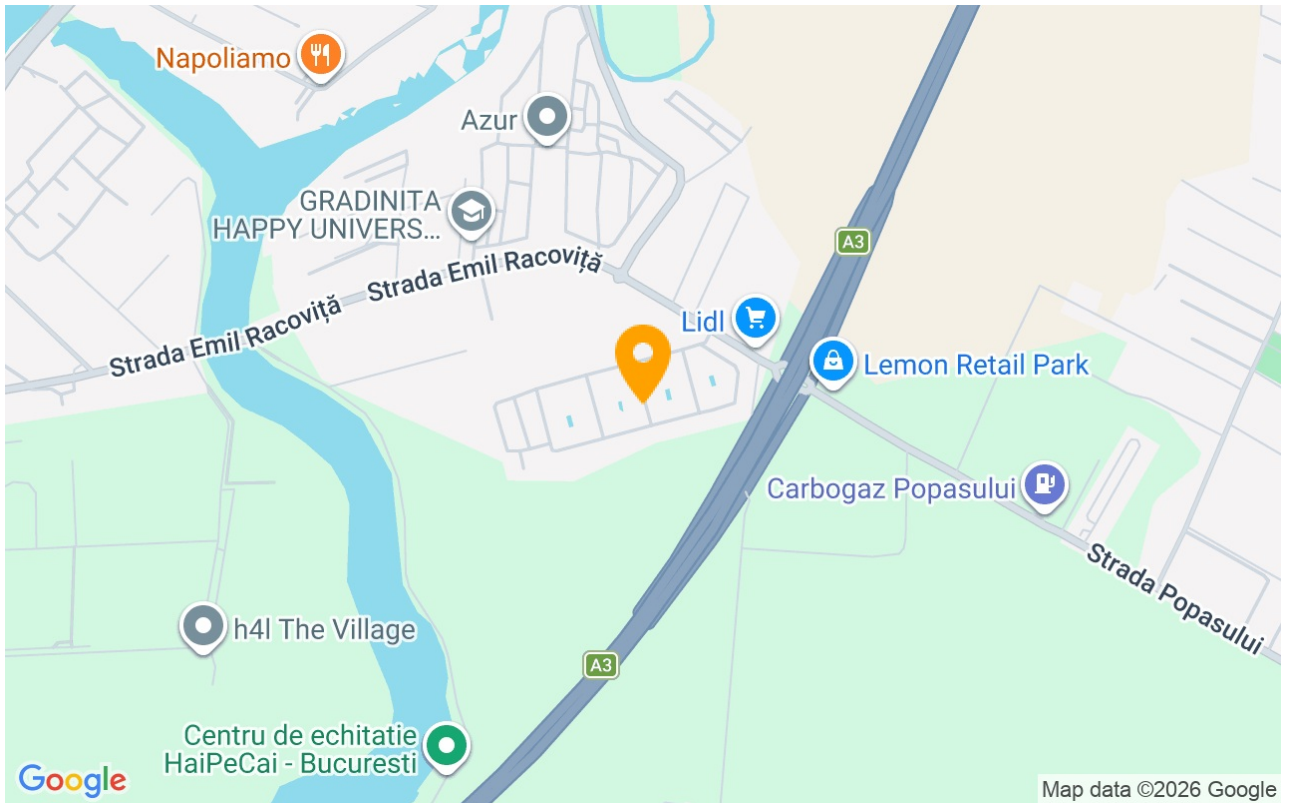 Napoliamo
Azur
GRADINITA
HAPPY UNIVERS...
A3
Strada Emil Racoviță
Strada Emil Racoviță
Lidl
Lemon Retail Park
Carbogaz Popasului
Strada Popasului
h4l The Village
A3
Centru de echitatie
HaiPeCai - Bucuresti
Google
Map data ©2026 Google